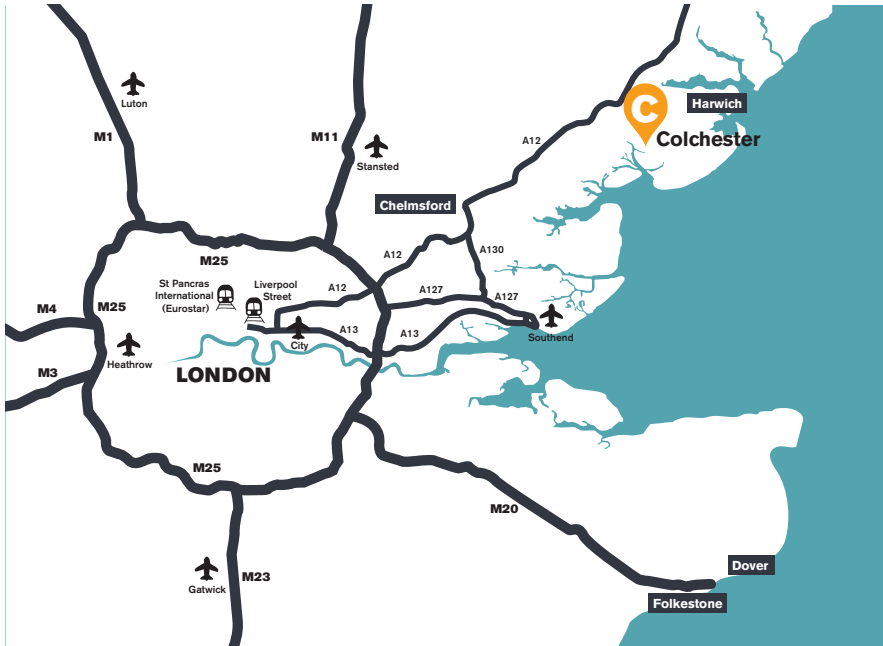 Luton
M1
M11
Stansted
Harwich
C
Colchester
A12
Chelmsford
M25
A12
A130
St Pancras
International
(Eurostar)
Liverpool
Street
A12
A127
A127
M4
M25
A13
A13
City
Southend
Heathrow
M3
LONDON
M25
M20
Gatwick
M23
Dover
Folkestone